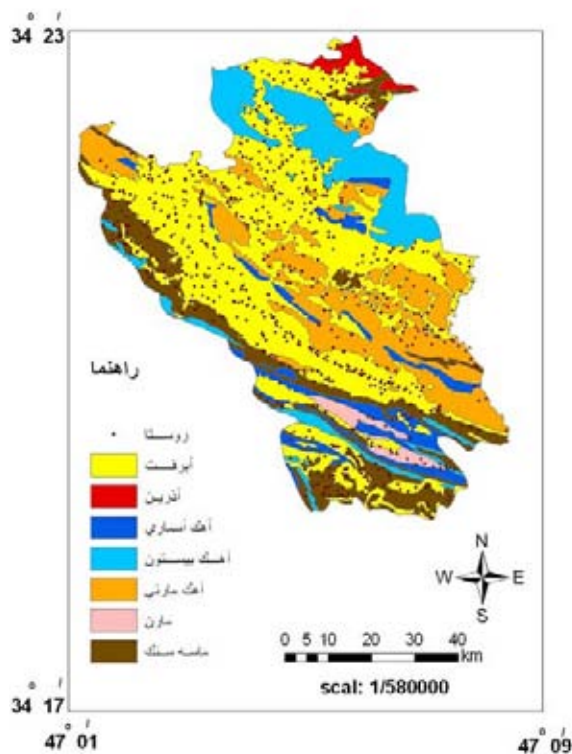 34° 23′
راهنما
روستا
آبرفت
آذرین
آهک آسماری
آهک بیستون
آهک مارنی
مارن
ماسه سنگ
N
W E
S
0 5 10 20 30 40
km
scal: 1/580000
34° 17′
47° 01′ 47° 09′